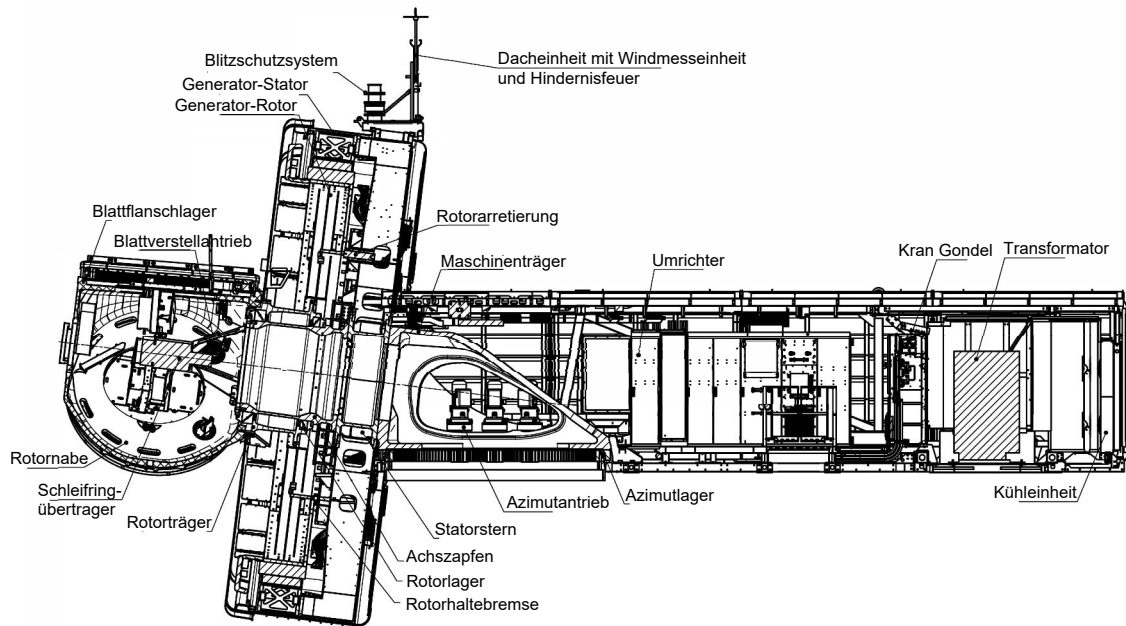 Blitzschutzsystem
Dacheinheit mit Windmesseinheit
und Hindernisfeuer
Generator-Stator
Generator-Rotor
Blattflanschlager
Rotorarretierung
Blattverstellantrieb
Maschinenträger
Umrichter
Kran Gondel
Transformator
Rotornabe
Schleifring-
übertrager
Rotorträger
Azimutantrieb
Azimutlager
Kühleinheit
Statorstern
Achszapfen
Rotorlager
Rotorhaltebremse